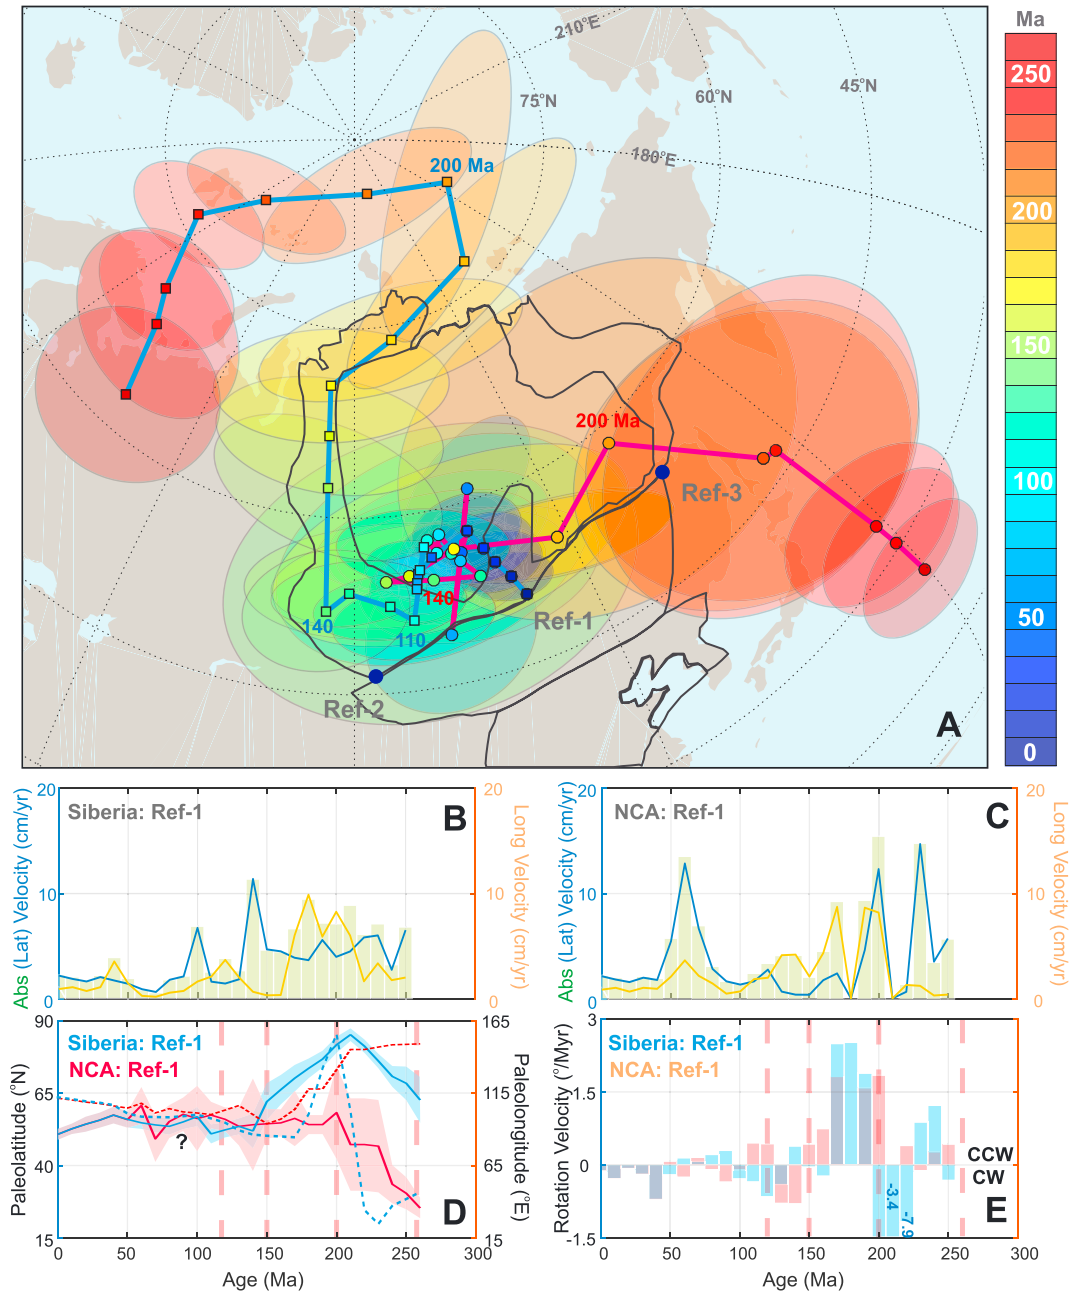 Ma
210°E
75°N
60°N
45°N
180°E
200 Ma
200 Ma
Ref-3
140
140
110
Ref-1
Ref-2
A
250
200
150
100
50
0
Siberia: Ref-1
B
Abs (Lat) Velocity (cm/yr)
Long Velocity (cm/yr)
20
10
0
20
10
0
NCA: Ref-1
C
Abs (Lat) Velocity (cm/yr)
Long Velocity (cm/yr)
20
10
0
20
10
0
Siberia: Ref-1
NCA: Ref-1
?
D
Paleolatitude (°N)
Paleolongitude (°E)
90
65
40
15
165
115
65
15
0 50 100 150 200 250 300
Age (Ma)
Siberia: Ref-1
NCA: Ref-1
CCW
CW
-3.4
-7.9
E
Rotation Velocity (°/Myr)
3
1.5
0
-1.5
0 50 100 150 200 250 300
Age (Ma)